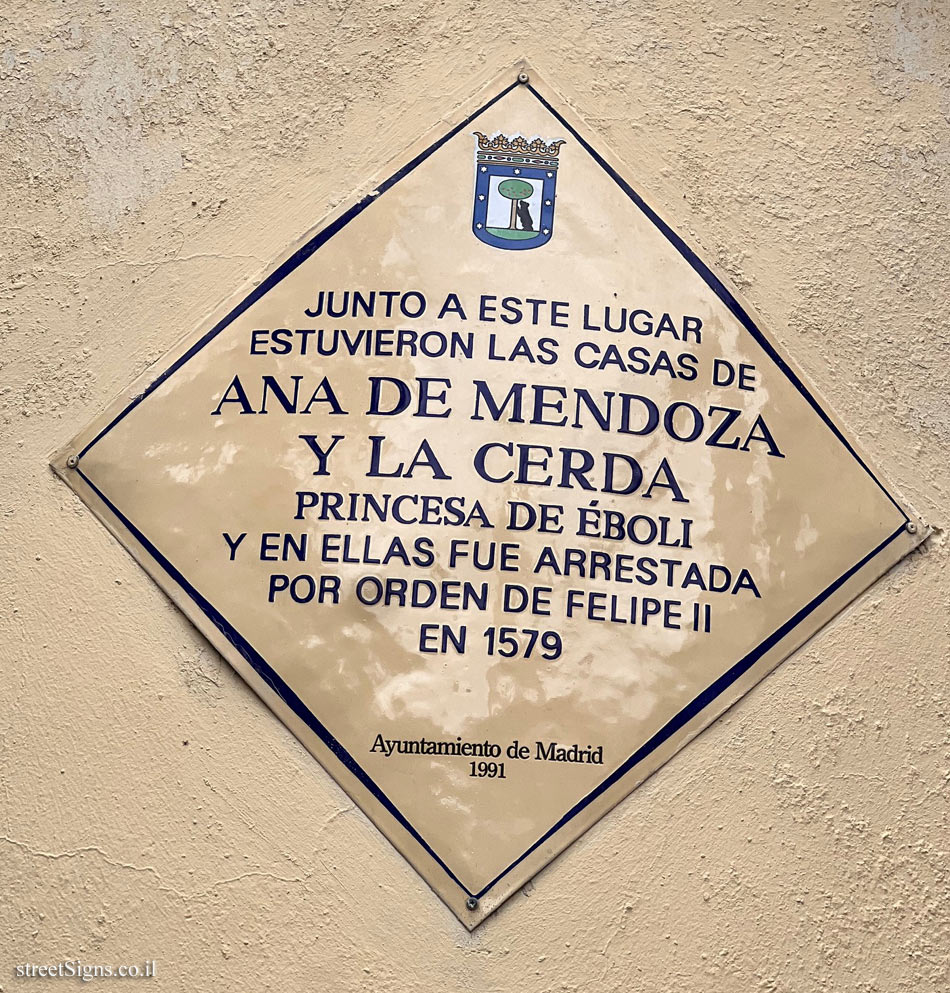 JUNTO A ESTE LUGAR
ESTUVIERON LAS CASAS DE
ANA DE MENDOZA
Y LA CERDA
PRINCESA DE ÉBOLI
Y EN ELLAS FUE ARRESTADA
POR ORDEN DE FELIPE II
EN 1579
Ayuntamiento de Madrid
1991
streetSigns.co.il